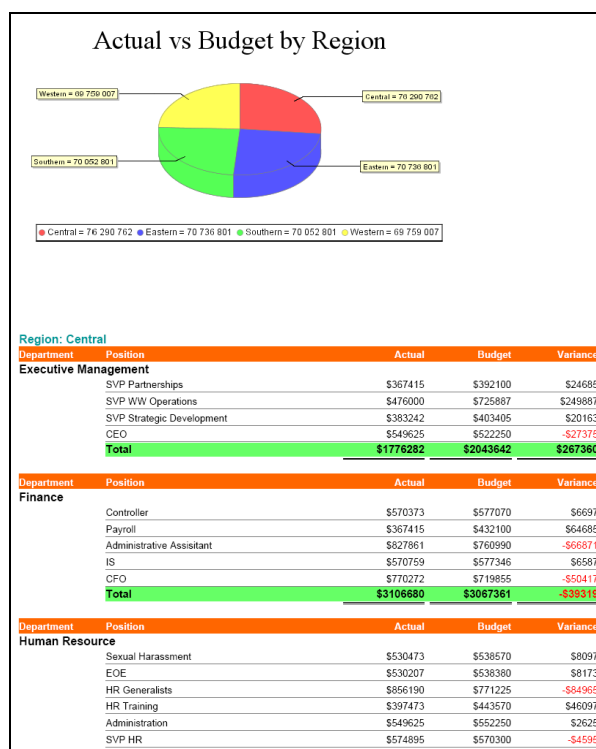 Actual vs Budget by Region
Western = 69 759 007
Central = 76 290 762
Southern = 70 052 801
Eastern = 70 736 801
Central = 76 290 762 Eastern = 70 736 801 Southern = 70 052 801 Western = 69 759 007
Region: Central
Department Position Actual Budget Variance
Executive Management
SVP Partnerships $367415 $392100 $24685
SVP WW Operations $476000 $725887 $249887
SVP Strategic Development $383242 $403405 $20163
CEO $549625 $522250 -$27375
Total $1776282 $2043642 $267360
Department Position Actual Budget Variance
Finance
Controller $570373 $577070 $6697
Payroll $367415 $432100 $64685
Administrative Assisitant $827861 $760990 -$66871
IS $570759 $577346 $6587
CFO $770272 $719855 -$50417
Total $3106680 $3067361 -$39319
Department Position Actual Budget Variance
Human Resource
Sexual Harassment $530473 $538570 $8097
EOE $530207 $538380 $8173
HR Generalists $856190 $771225 -$84965
HR Training $397473 $443570 $46097
Administration $549625 $552250 $2625
SVP HR $574895 $570300 -$4595